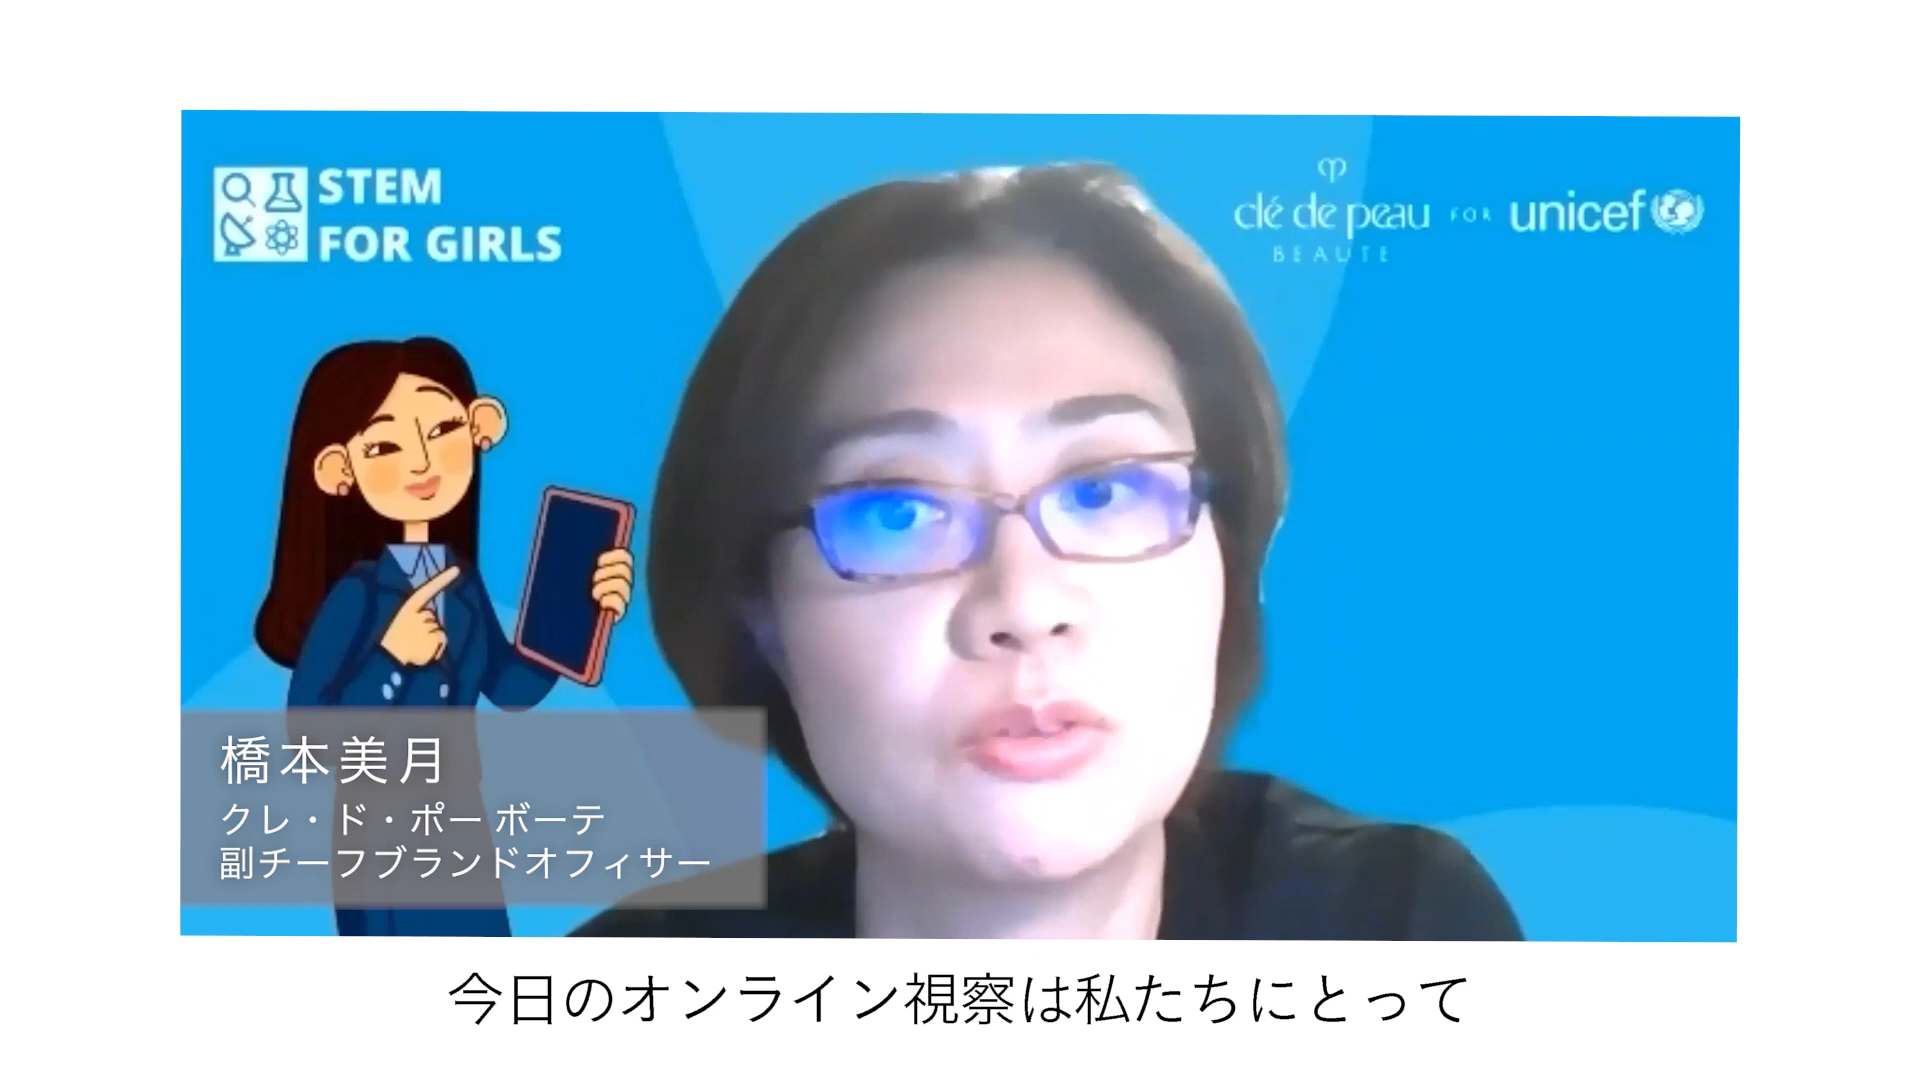 STEM
FOR GIRLS
clé de peau
BEAUTÉ
FOR
unicef
橋本美月
クレ・ド・ポー ボーテ
副チーフブランドオフィサー
今日のオンライン視察は私たちにとって